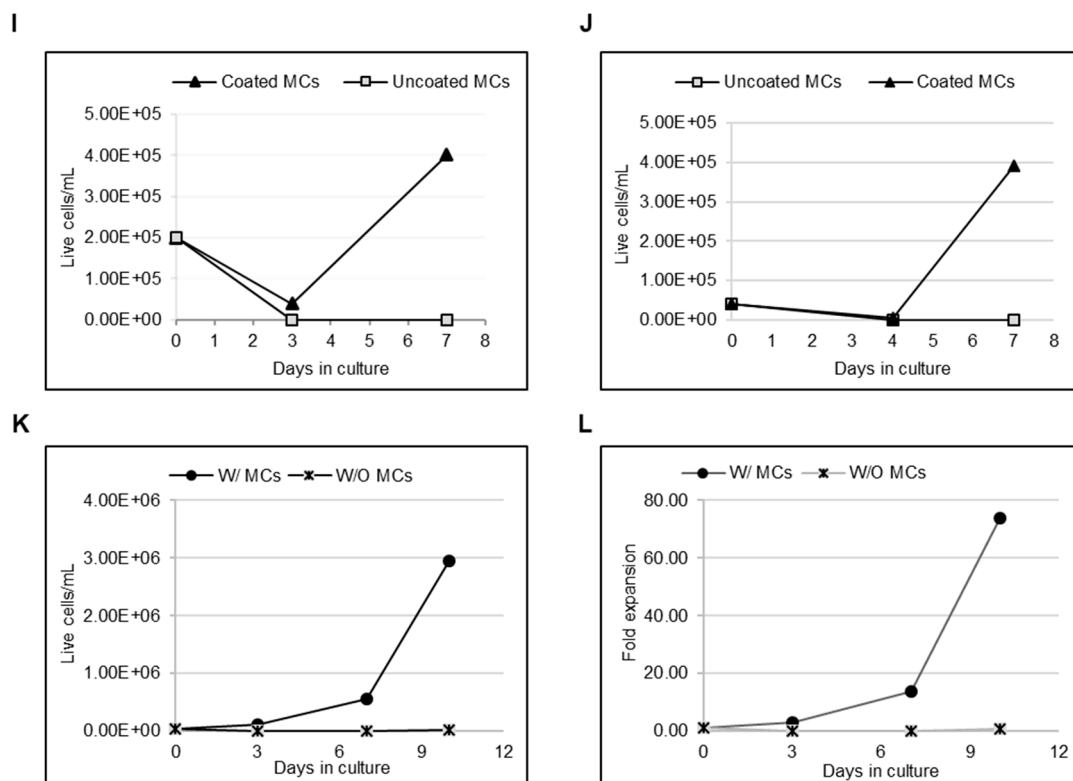 I
Coated MCs Uncoated MCs
5.00E+05
4.00E+05
3.00E+05
2.00E+05
1.00E+05
0.00E+00
Live cells/mL
0 1 2 3 4 5 6 7 8
Days in culture
J
Uncoated MCs Coated MCs
5.00E+05
4.00E+05
3.00E+05
2.00E+05
1.00E+05
0.00E+00
Live cells/mL
0 1 2 3 4 5 6 7 8
Days in culture
K
W/ MCs W/O MCs
4.00E+06
3.00E+06
2.00E+06
1.00E+06
0.00E+00
Live cells/mL
0 3 6 9 12
Days in culture
L
W/ MCs W/O MCs
80.00
60.00
40.00
20.00
0.00
Fold expansion
0 3 6 9 12
Days in culture